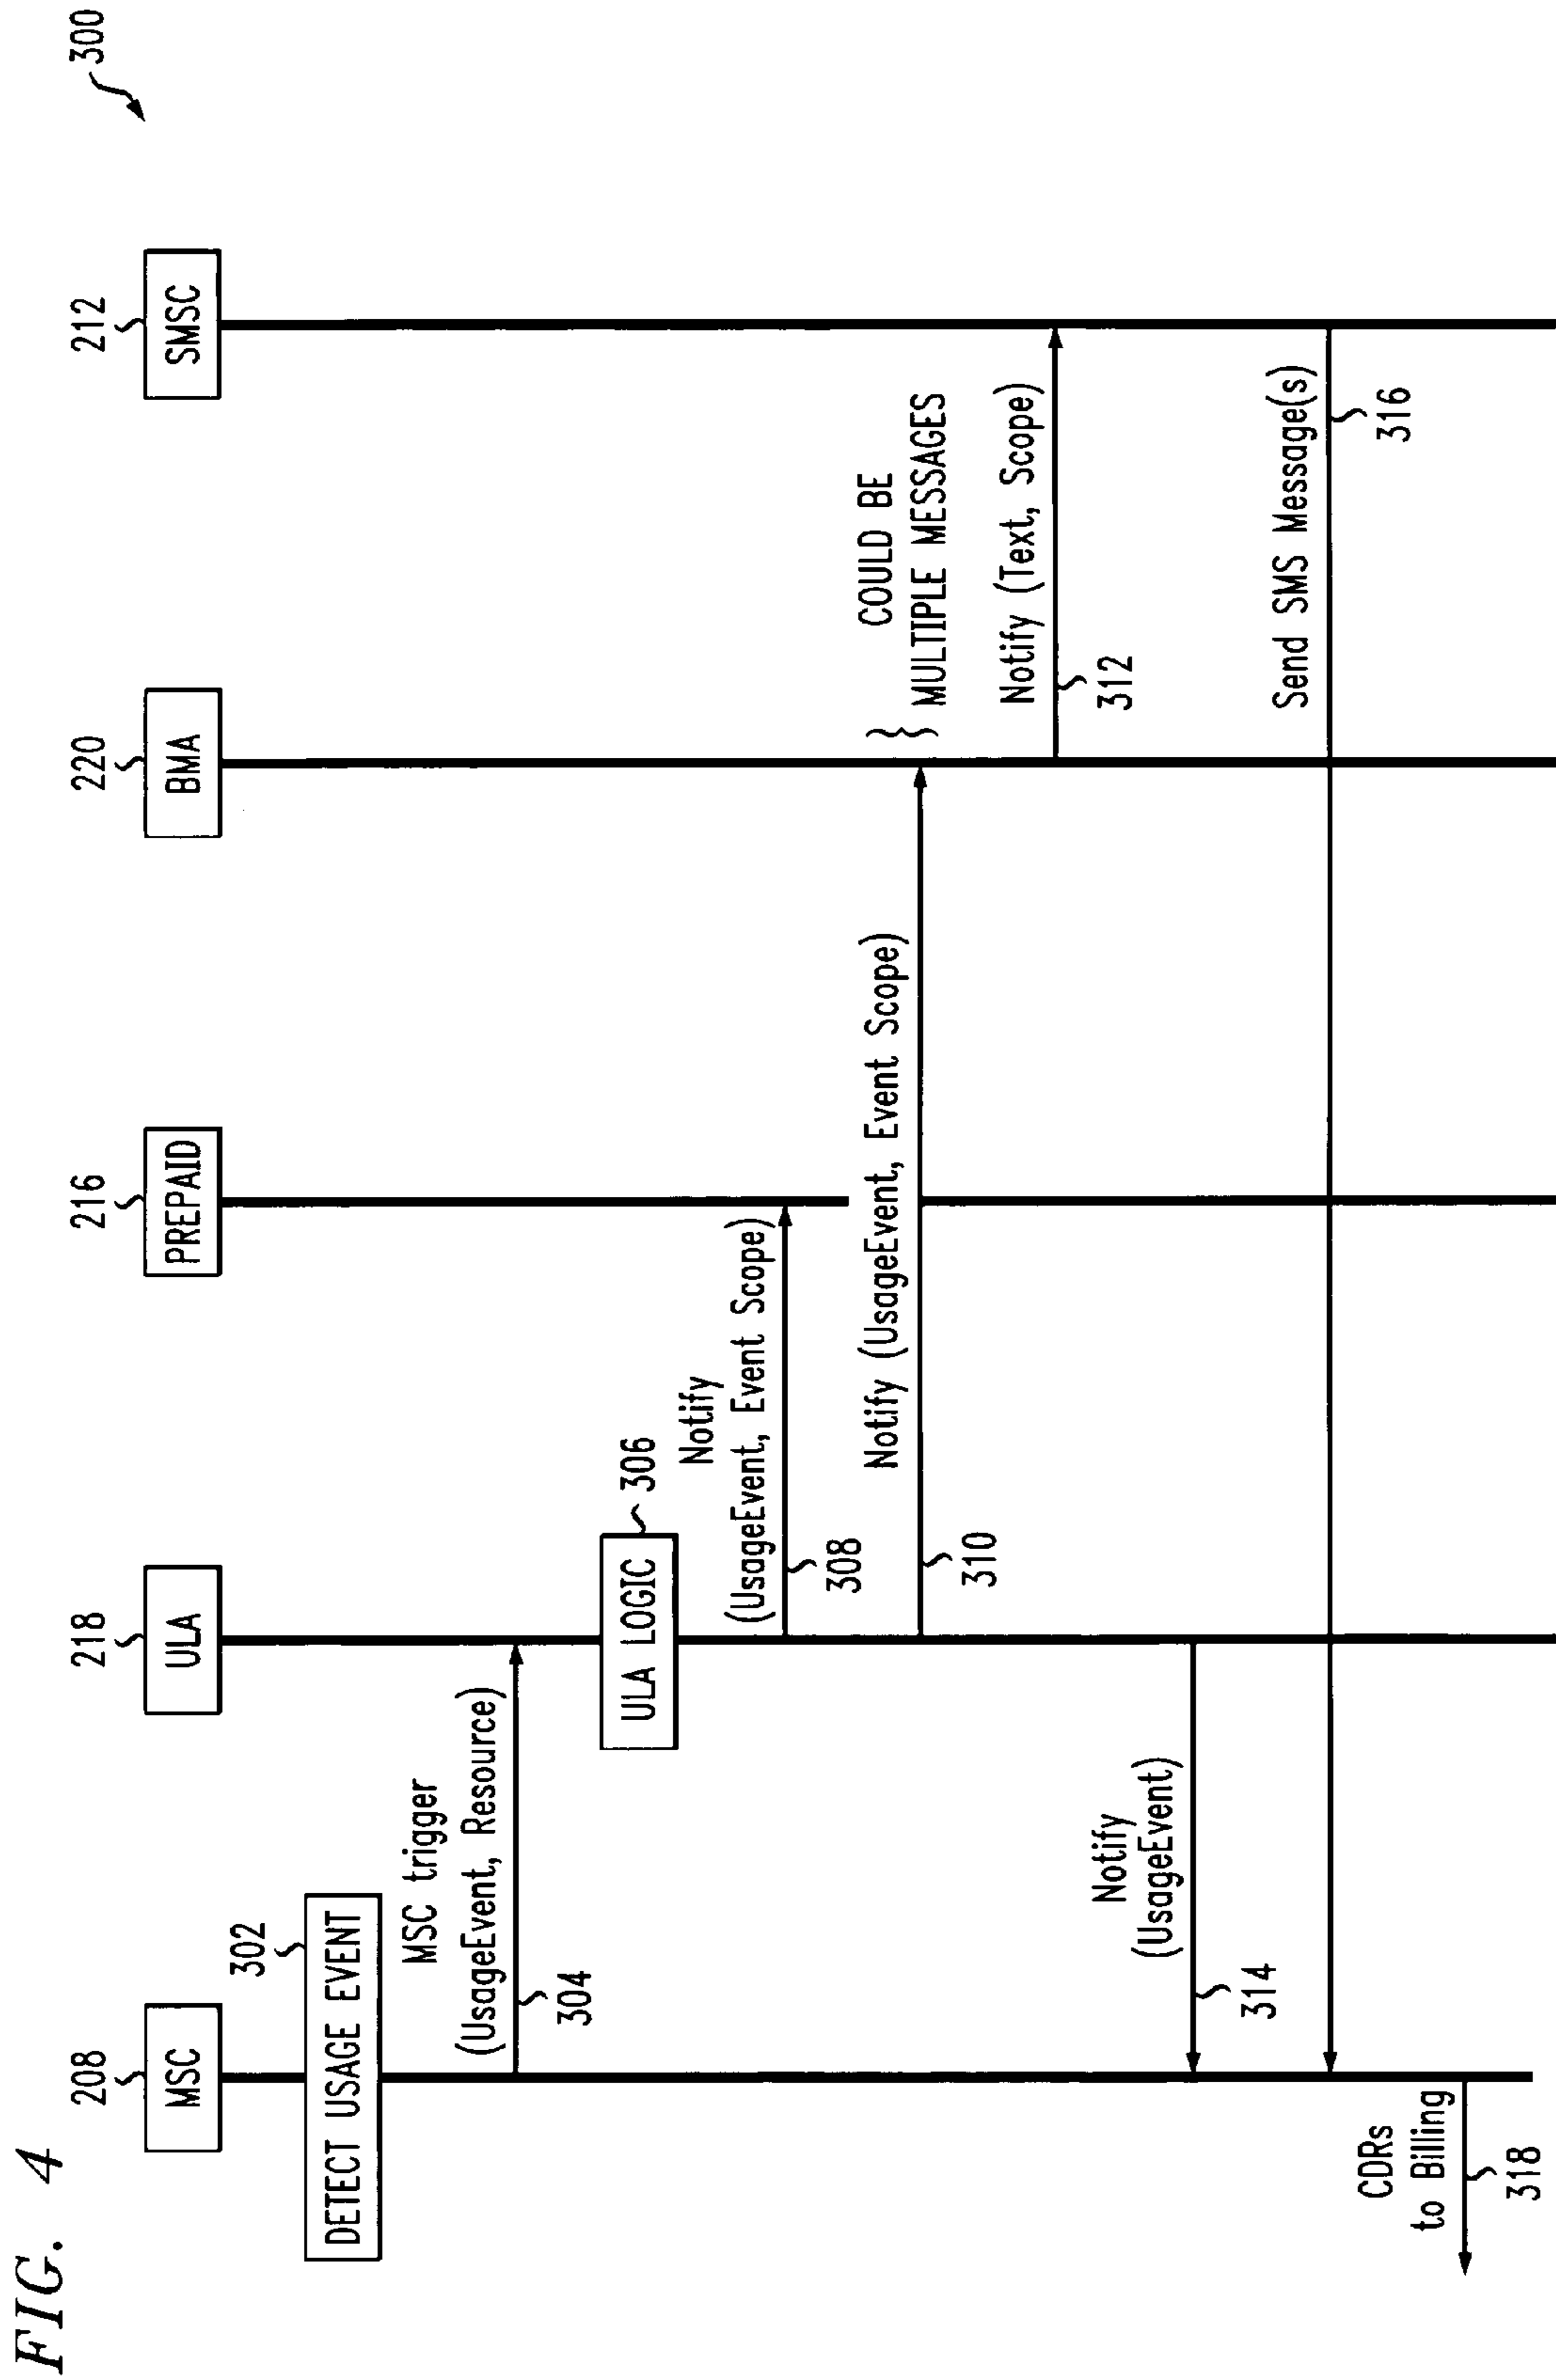 FIG. 4
300
208
218
216
220
212
MSC
ULA
PREPAID
BMA
SMSC
302
DETECT USAGE EVENT
MSC trigger
(UsageEvent, Resource)
304
ULA LOGIC
306
Notify
(UsageEvent, Event Scope)
308
Notify (UsageEvent, Event Scope)
310
COULD BE
MULTIPLE MESSAGES
Notify (Text, Scope)
312
Notify
(UsageEvent)
314
Send SMS Message(s)
316
CDRs
to Billing
318